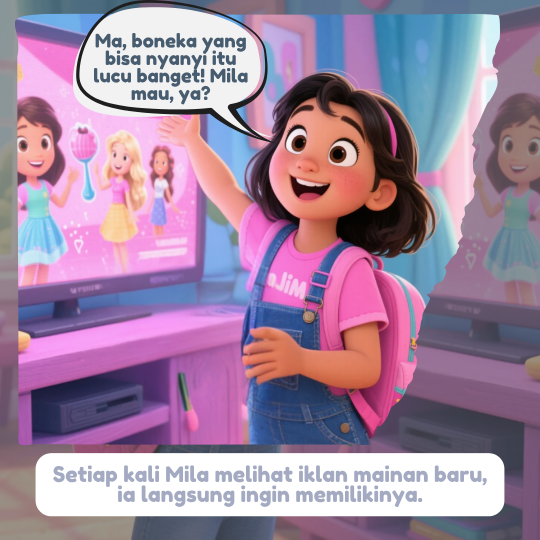 Ma, boneka yang
bisa nyanyi itu
lucu banget! Mila
mau, ya?
Setiap kali Mila melihat iklan mainan baru,
ia langsung ingin memilikinya.